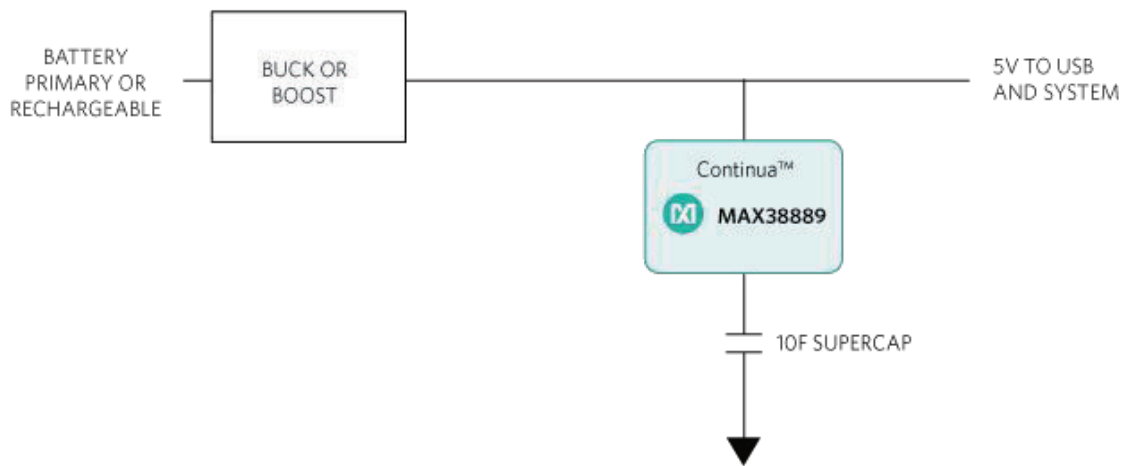 BATTERY
PRIMARY OR
RECHARGEABLE
BUCK OR
BOOST
5V TO USB
AND SYSTEM
Continua™
MAX38889
10F SUPERCAP